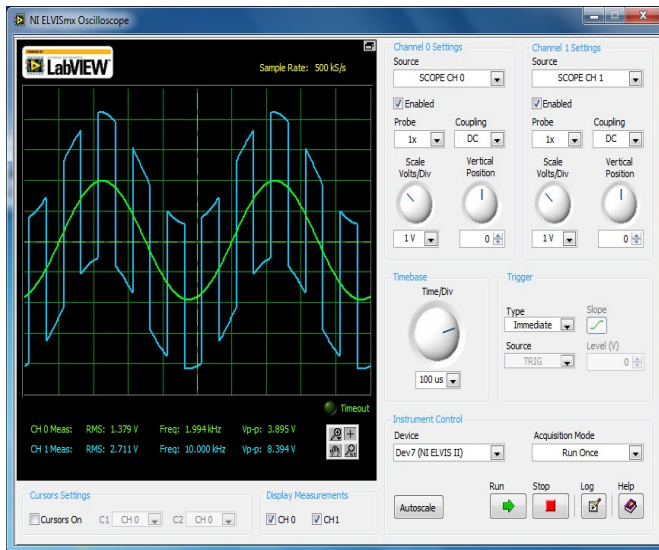 NI ELVISmx Oscilloscope
LabVIEW
Sample Rate: 500 kS/s
Timeout
CH 0 Meas: RMS: 1.379 V Freq: 1.994 kHz Vp-p: 3.895 V
CH 1 Meas: RMS: 2.711 V Freq: 10.000 kHz Vp-p: 8.394 V
Cursors Settings
Cursors On C1 CH 0 C2 CH 0
Display Measurements
CH 0 CH1
Channel 0 Settings
Source
SCOPE CH 0
Enabled
Probe Coupling
1x DC
Scale Vertical
Volts/Div Position
1 V 0
Channel 1 Settings
Source
SCOPE CH 1
Enabled
Probe Coupling
1x DC
Scale Vertical
Volts/Div Position
1 V 0
Timebase
Time/Div
100 us
Trigger
Type Slope
Immediate
Source Level (V)
TRIG 0
Instrument Control
Device Acquisition Mode
Dev7 (NI ELVIS II) Run Once
Run Stop Log Help
Autoscale